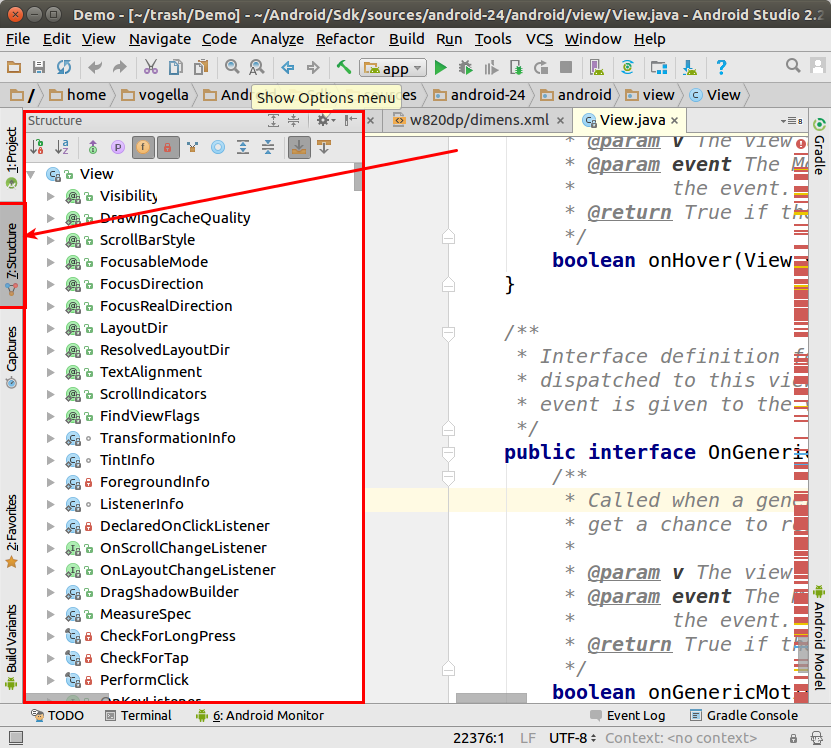 Demo - [~/trash/Demo] - ~/Android/Sdk/sources/android-24/android/view/View.java - Android Studio 2.2
File Edit View Navigate Code Analyze Refactor Build Run Tools VCS Window Help
app
/ home vogella And urces android-24 android view View
Show Options menu
Structure
w820dp/dimens.xml View.java 8
1: Project
7: Structure
Captures
2: Favorites
Build Variants
View
Visibility
DrawingCacheQuality
ScrollBarStyle
FocusableMode
FocusDirection
FocusRealDirection
LayoutDir
ResolvedLayoutDir
TextAlignment
ScrollIndicators
FindViewFlags
TransformationInfo
TintInfo
ForegroundInfo
ListenerInfo
DeclaredOnClickListener
OnScrollChangeListener
OnLayoutChangeListener
DragShadowBuilder
MeasureSpec
CheckForLongPress
CheckForTap
PerformClick
OnKeyListener
* @param v The view
* @param event The M
* the event.
* @return True if th
*/
boolean onHover(View
}
/**
* Interface definition f
* dispatched to this vie
* event is given to the
*/
public interface OnGeneri
/**
* Called when a gene
* get a chance to re
*
* @param v The view
* @param event The M
* the event.
* @return True if th
*/
boolean onGenericMot
Gradle
Android Model
TODO Terminal 6: Android Monitor Event Log Gradle Console
22376:1 LF UTF-8 Context: <no context>